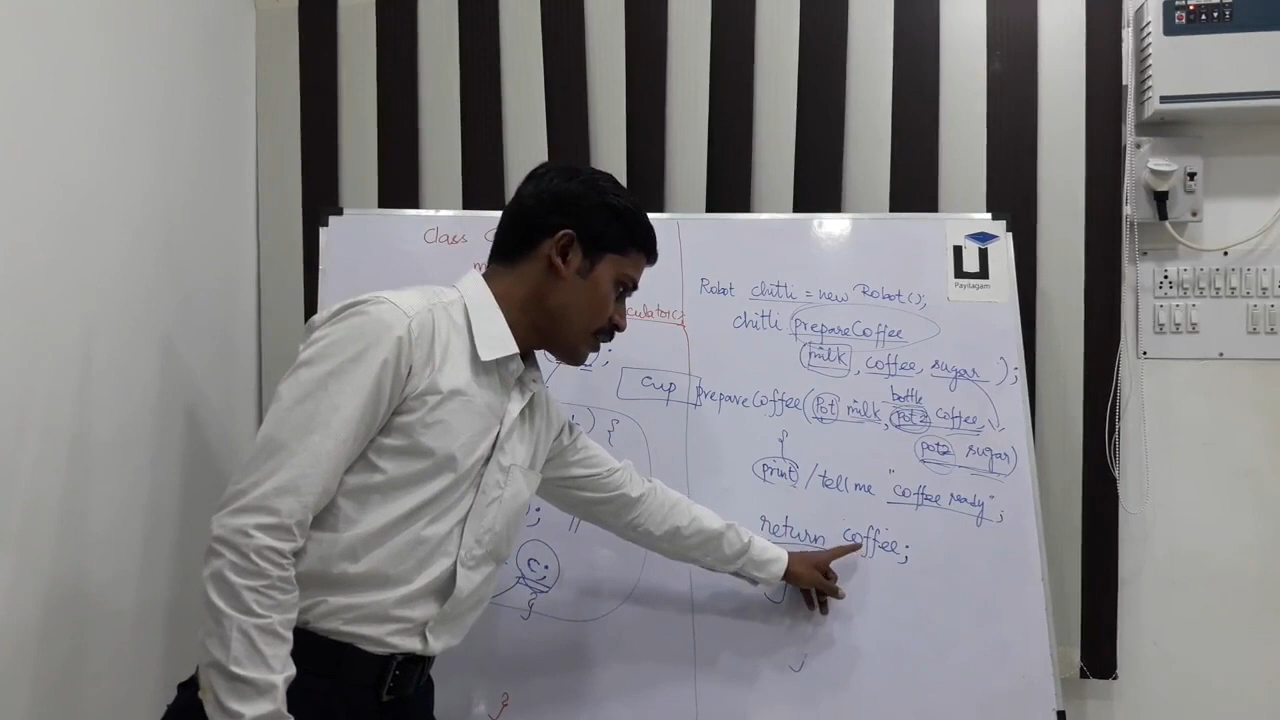 Class
culator()
;
) {
);
Payilagam
Robot chitti = new Robot();
chitti prepareCoffee
milk, coffee, sugar );
cup prepareCoffee(Pot milk, pot2 coffee,
bottle
pot2 sugar)
{
print / tell me "coffee ready";
return coffee;